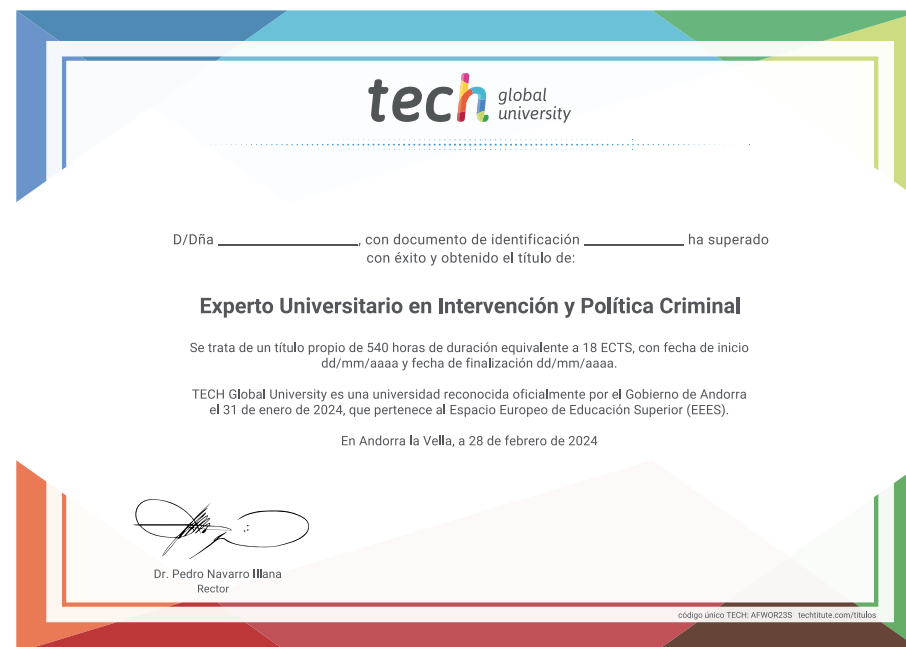 tech global university
D/Dña ______________, con documento de identificación __________ ha superado
con éxito y obtenido el título de:
Experto Universitario en Intervención y Política Criminal
Se trata de un título propio de 540 horas de duración equivalente a 18 ECTS, con fecha de inicio
dd/mm/aaaa y fecha de finalización dd/mm/aaaa.
TECH Global University es una universidad reconocida oficialmente por el Gobierno de Andorra
el 31 de enero de 2024, que pertenece al Espacio Europeo de Educación Superior (EEES).
En Andorra la Vella, a 28 de febrero de 2024
Dr. Pedro Navarro Illana
Rector
código único TECH: AFWOR23S techtitute.com/titulos